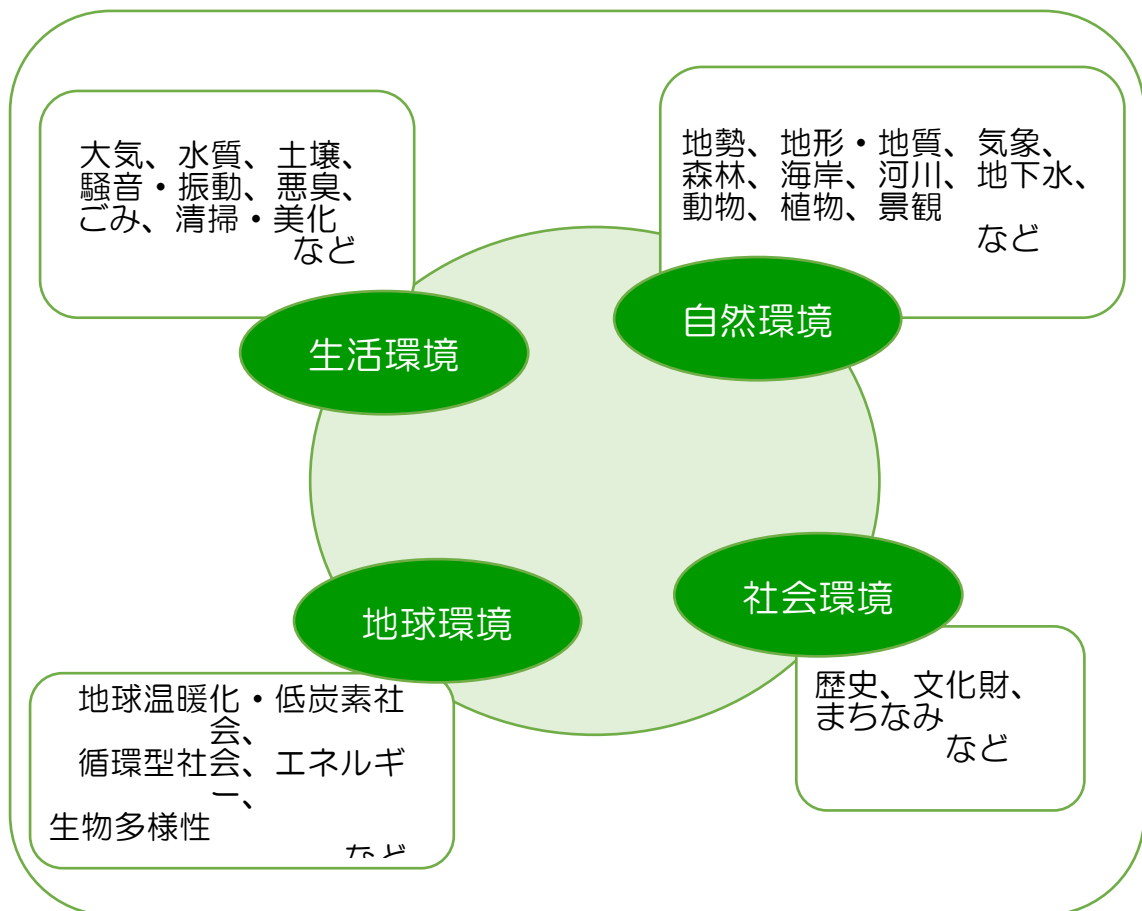 大気、水質、土壌、
騒音・振動、悪臭、
ごみ、清掃・美化
など
生活環境
地勢、地形・地質、気象、
森林、海岸、河川、地下水、
動物、植物、景観
など
自然環境
地球環境
地球温暖化・低炭素社
会、
循環型社会、エネルギ
ー、
生物多様性
など
社会環境
歴史、文化財、
まちなみ
など